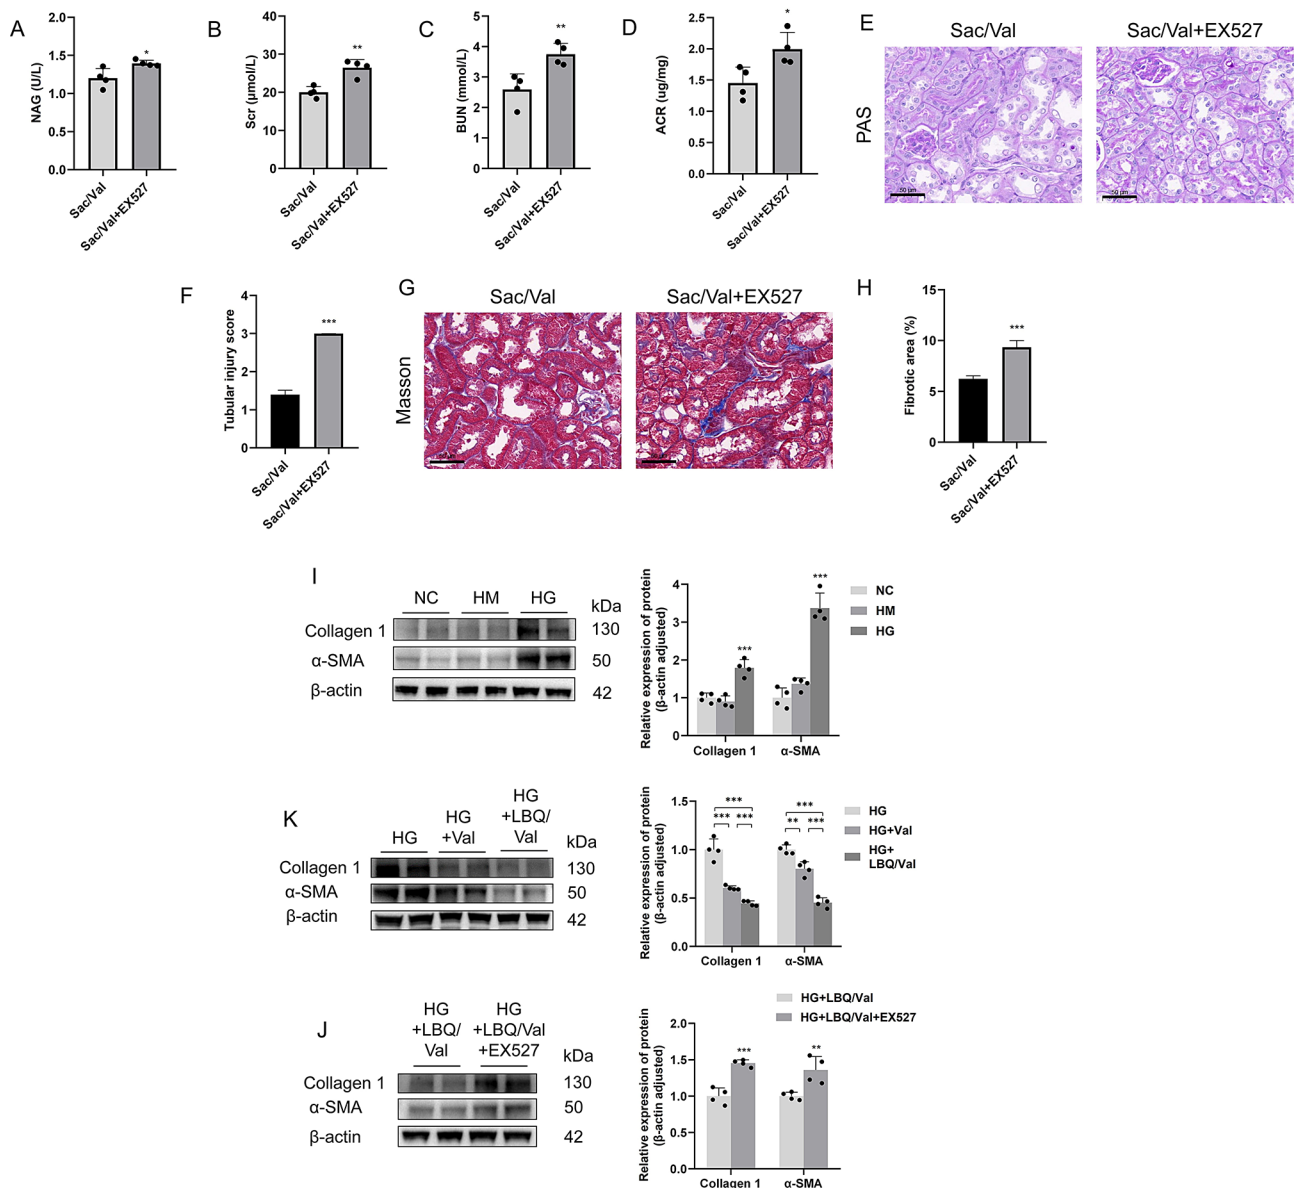 A
NAG (U/L)
2.0
1.5
1.0
0.5
0.0
*
Sac/Val
Sac/Val+EX527
B
Scr (μmol/L)
40
30
20
10
0
**
Sac/Val
Sac/Val+EX527
C
BUN (mmol/L)
5
4
3
2
1
0
**
Sac/Val
Sac/Val+EX527
D
ACR (ug/mg)
2.5
2.0
1.5
1.0
0.5
0.0
*
Sac/Val
Sac/Val+EX527
E
Sac/Val
Sac/Val+EX527
PAS
50 μm
50 μm
F
Tubular injury score
4
3
2
1
0
***
Sac/Val
Sac/Val+EX527
G
Sac/Val
Sac/Val+EX527
Masson
H
Fibrotic area (%)
15
10
5
0
***
Sac/Val
Sac/Val+EX527
I
NC
HM
HG
kDa
Collagen 1
130
α-SMA
50
β-actin
42
Relative expression of protein
(β-actin adjusted)
4
3
2
1
0
***
***
Collagen 1
α-SMA
NC
HM
HG
K
HG
HG
+Val
HG
+LBQ/
Val
kDa
Collagen 1
130
α-SMA
50
β-actin
42
Relative expression of protein
(β-actin adjusted)
1.5
1.0
0.5
0.0
***
*** ***
***
** ***
Collagen 1
α-SMA
HG
HG+Val
HG+
LBQ/Val
J
HG
+LBQ/
Val
HG
+LBQ/Val
+EX527
kDa
Collagen 1
130
α-SMA
50
β-actin
42
HG+LBQ/Val
HG+LBQ/Val+EX527
Relative expression of protein
(β-actin adjusted)
2.0
1.5
1.0
0.5
0.0
***
**
Collagen 1
α-SMA